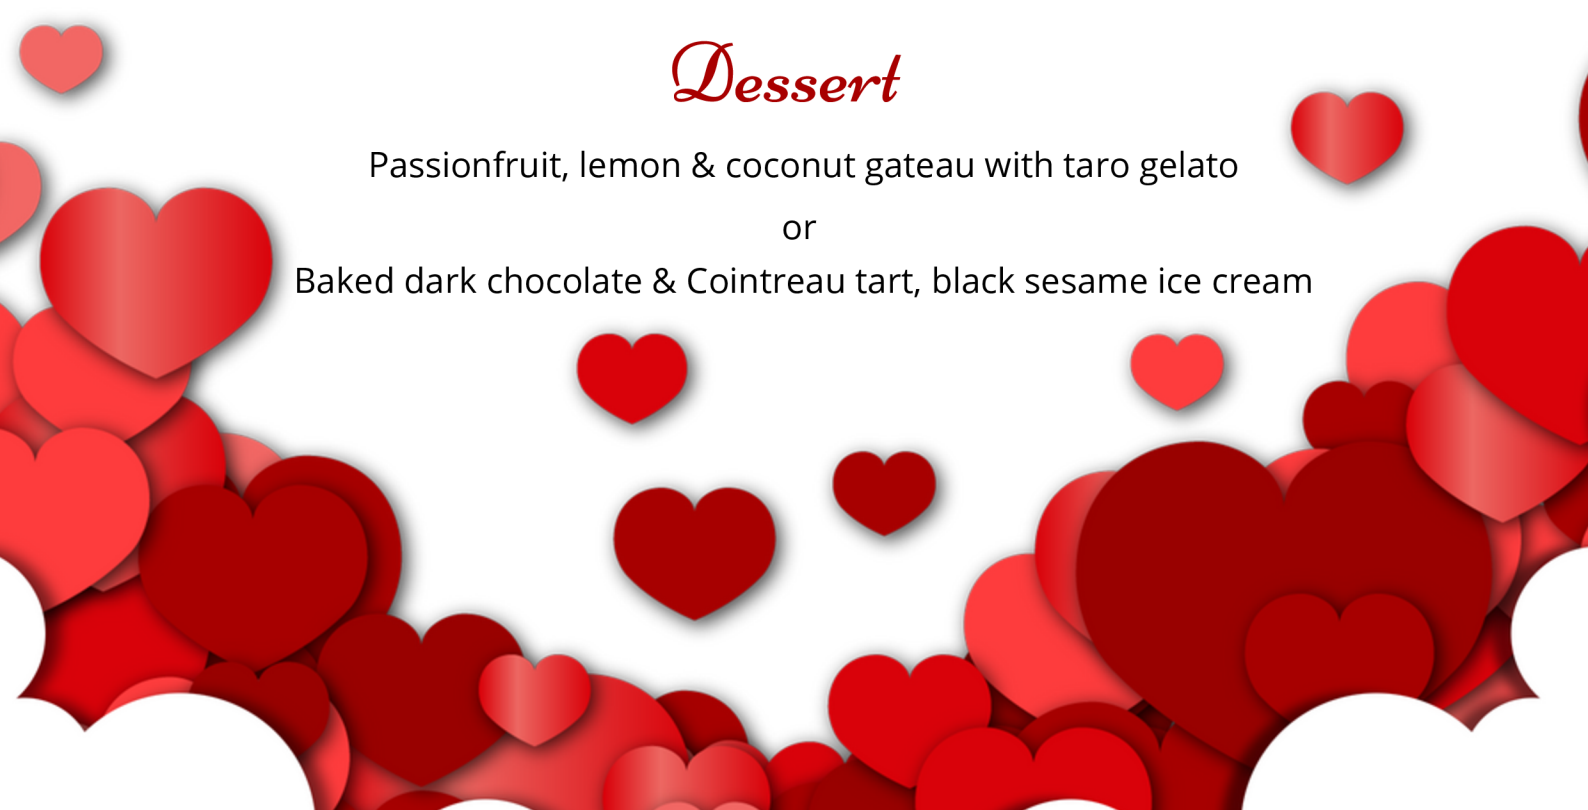 Dessert
Passionfruit, lemon & coconut gateau with taro gelato
or
Baked dark chocolate & Cointreau tart, black sesame ice cream